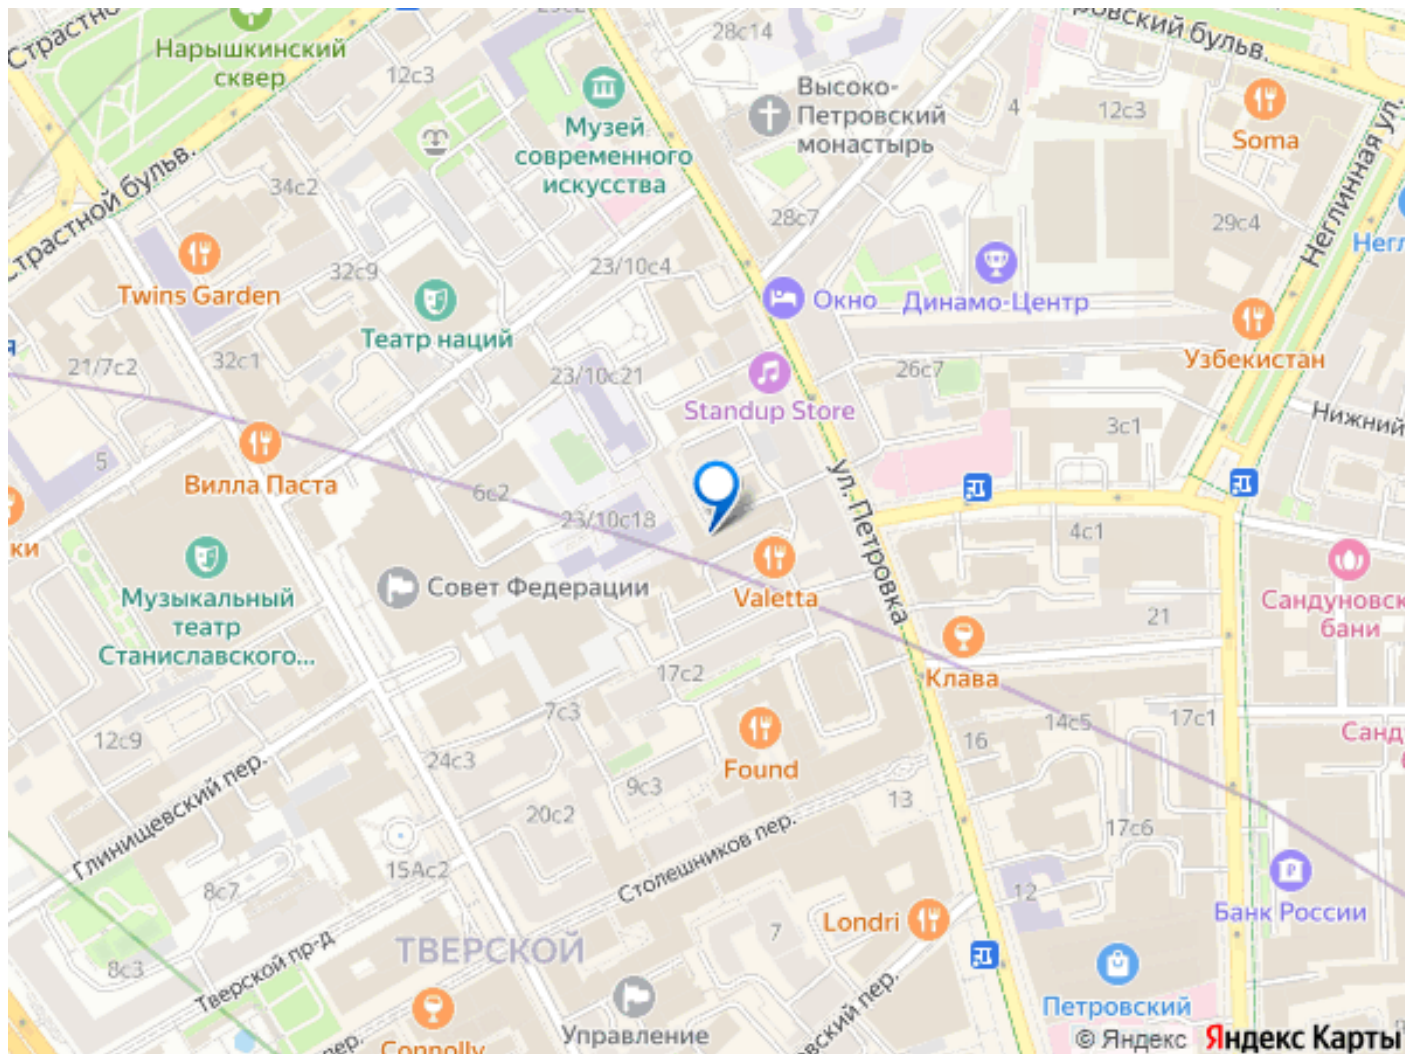 Страстно
Нарышкинский
сквер
12с3
28с2
28с14
ровский бульв.
Музей
современного
искусства
Высоко-
Петровский
монастырь
4
12с3
Soma
Неглинная ул.
Страстной бульв.
34с2
28с7
29с4
Негл
Twins Garden
32с9
23/10с4
Окно
Динамо-Центр
Театр наций
Узбекистан
я
21/7с2
32с1
23/10с21
26с7
Standup Store
Нижний
3с1
5
Вилла Паста
6с2
23/10с18
ул. Петровка
4с1
ки
Совет Федерации
Valetta
Музыкальный
театр
Станиславского...
Сандуновск
бани
21
17с2
Клава
7с3
14с5
17с1
12с9
16
Санд
24с3
Found
9с3
13
Глинищевский пер.
20с2
Столешников пер.
17с6
15Ас2
8с7
12
Банк России
Londri
7
ТВЕРСКОЙ
8с3
Тверской пр-д
Петровский
Управление
вский пер.
пер.
Connolly
© Яндекс Яндекс Карты